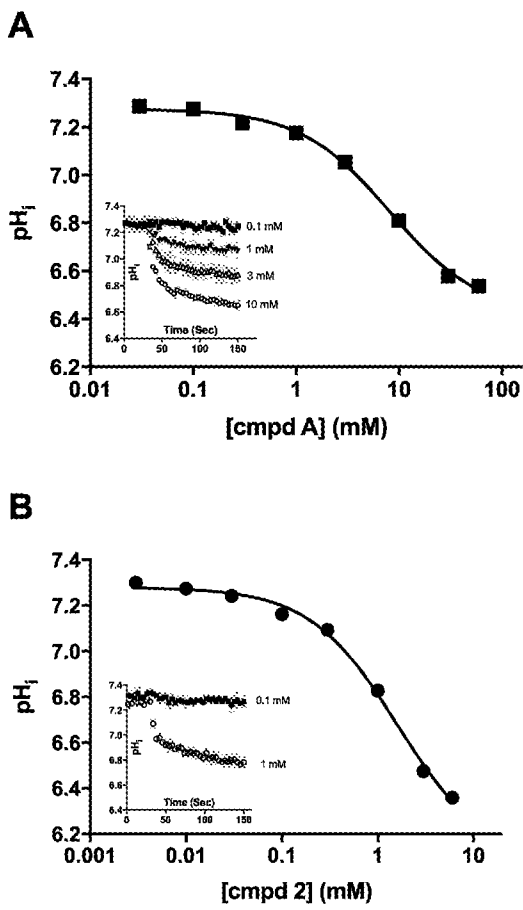 A
7.4
7.2
7.0
6.8
6.6
6.4
6.2
pHi
0.01
0.1
1
10
100
[cmpd A] (mM)
7.4
7.2
7.0
6.8
6.6
6.4
pHi
0.1 mM
1 mM
3 mM
10 mM
Time (Sec)
0
50
100
150
B
7.4
7.2
7.0
6.8
6.6
6.4
6.2
pHi
0.001
0.01
0.1
1
10
[cmpd 2] (mM)
7.4
7.2
7.0
6.8
6.6
6.4
pHi
0.1 mM
1 mM
Time (Sec)
0
50
100
150